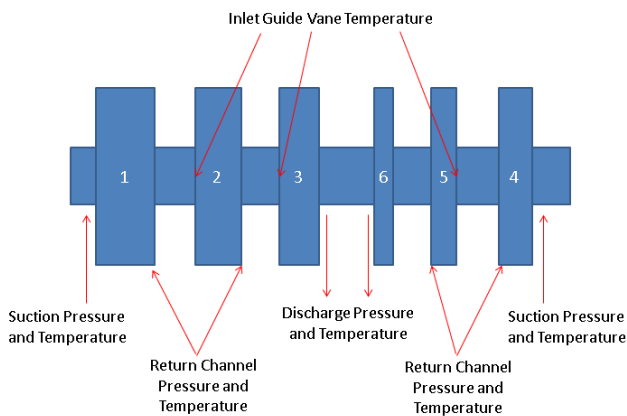 Inlet Guide Vane Temperature
1 2 3 6 5 4
Suction Pressure
and Temperature
Return Channel
Pressure and
Temperature
Discharge Pressure
and Temperature
Return Channel
Pressure and
Temperature
Suction Pressure
and Temperature